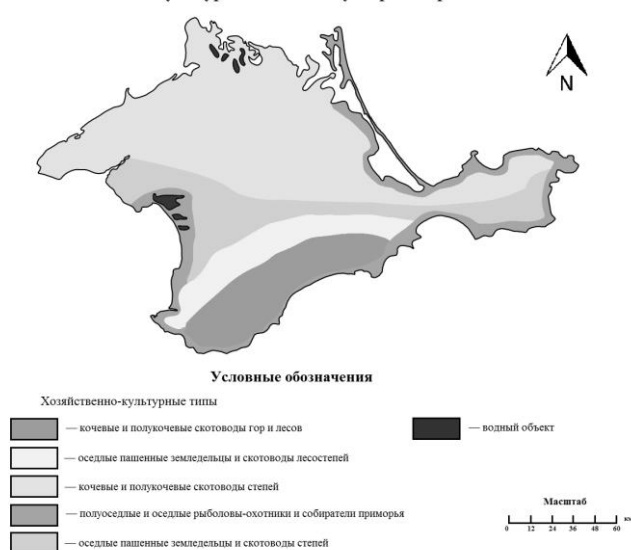 N
Условные обозначения
Хозяйственно-культурные типы
— кочевые и полукочевые скотоводы гор и лесов
— водный объект
— оседлые пашенные земледельцы и скотоводы лесостепей
— кочевые и полукочевые скотоводы степей
— полуоседлые и оседлые рыболовы-охотники и собиратели приморья
— оседлые пашенные земледельцы и скотоводы степей
Масштаб
0 12 24 36 48 60 км